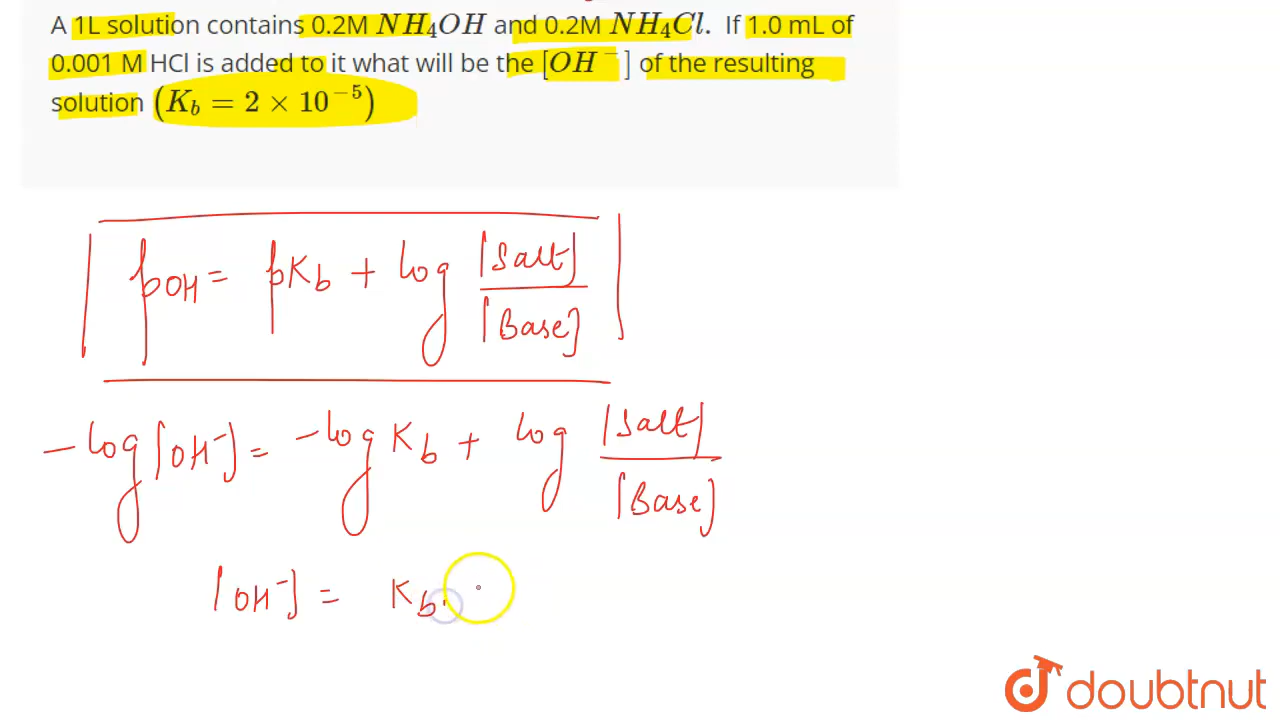 A 1L solution contains 0.2M NH₄OH and 0.2M NH₄Cl. If 1.0 mL of
0.001 M HCl is added to it what will be the [OH⁻] of the resulting
solution (K_b = 2 × 10⁻⁵)
pOH = pK_b + log [Salt]/[Base]
-log[OH⁻] = -log K_b + log [Salt]/[Base]
[OH⁻] = K_b.
doubtnut